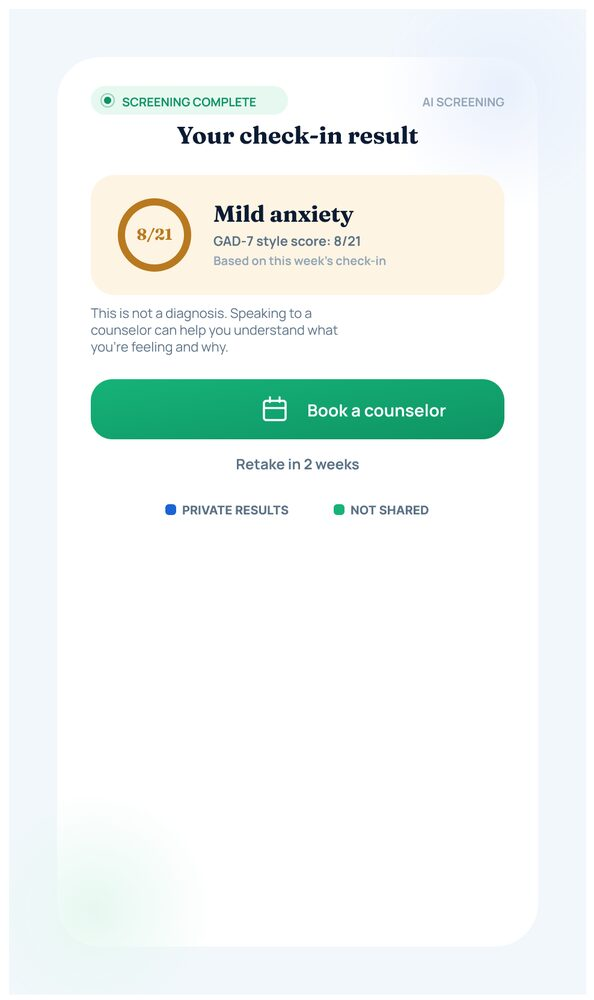 SCREENING COMPLETE
AI SCREENING
Your check-in result
8/21
Mild anxiety
GAD-7 style score: 8/21
Based on this week's check-in
This is not a diagnosis. Speaking to a
counselor can help you understand what
you're feeling and why.
Book a counselor
Retake in 2 weeks
PRIVATE RESULTS
NOT SHARED